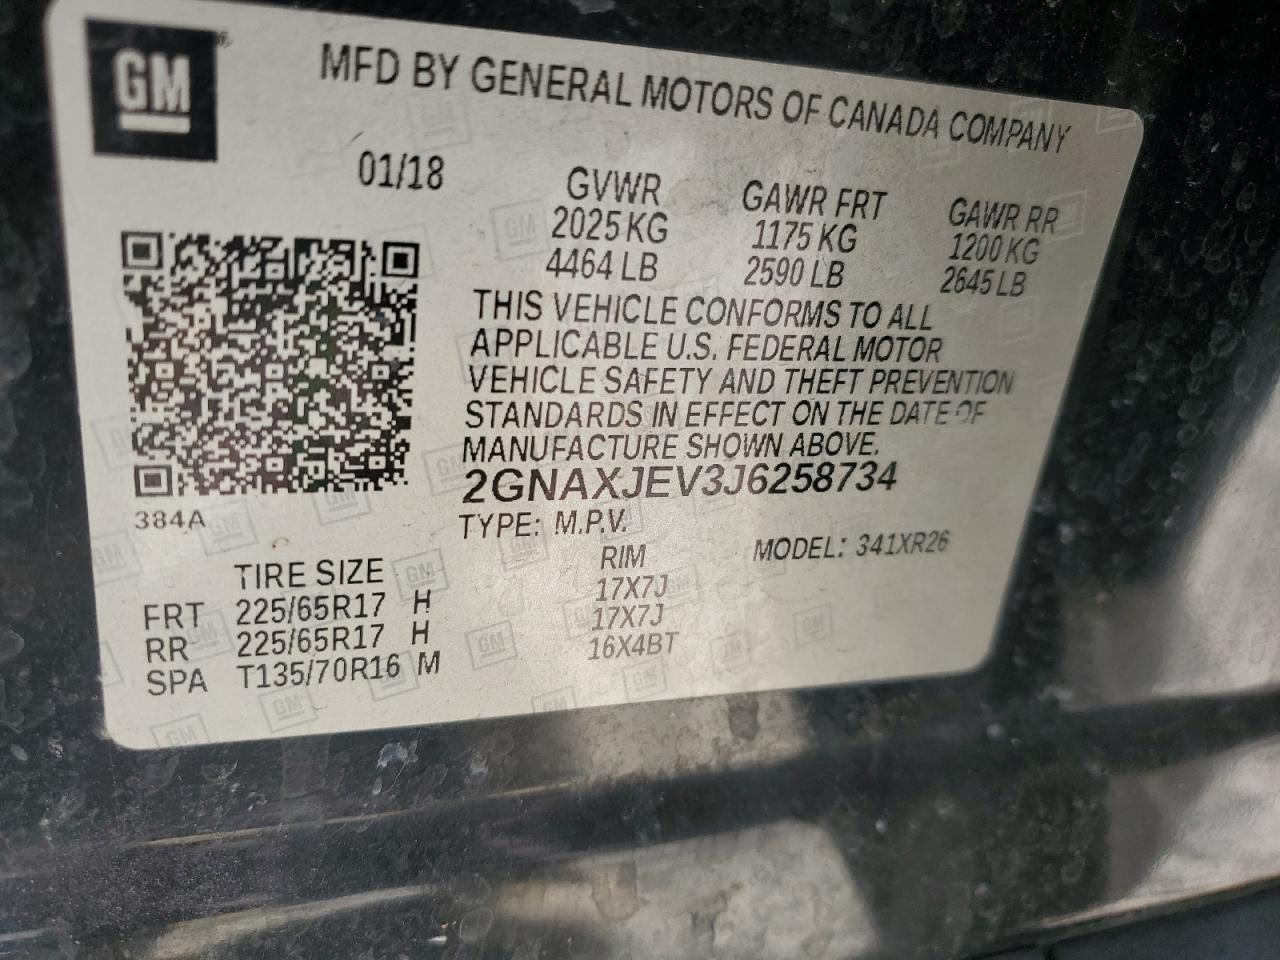 GM
MFD BY GENERAL MOTORS OF CANADA COMPANY
01/18
GVWR GAWR FRT GAWR RR
2025 KG 1175 KG 1200 KG
4464 LB 2590 LB 2645 LB
THIS VEHICLE CONFORMS TO ALL
APPLICABLE U.S. FEDERAL MOTOR
VEHICLE SAFETY AND THEFT PREVENTION
STANDARDS IN EFFECT ON THE DATE OF
MANUFACTURE SHOWN ABOVE.
2GNAXJEV3J6258734
384A
TYPE: M.P.V. MODEL: 341XR26
TIRE SIZE RIM
FRT 225/65R17 H 17X7J
RR 225/65R17 H 17X7J
SPA T135/70R16 M 16X4BT